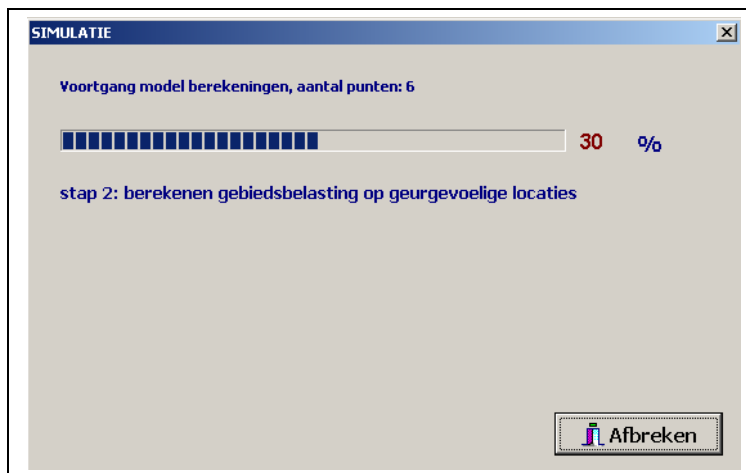 SIMULATIE
Voortgang model berekeningen, aantal punten: 6
30 %
stap 2: berekenen gebiedsbelasting op geurgevoelige locaties
Afbreken